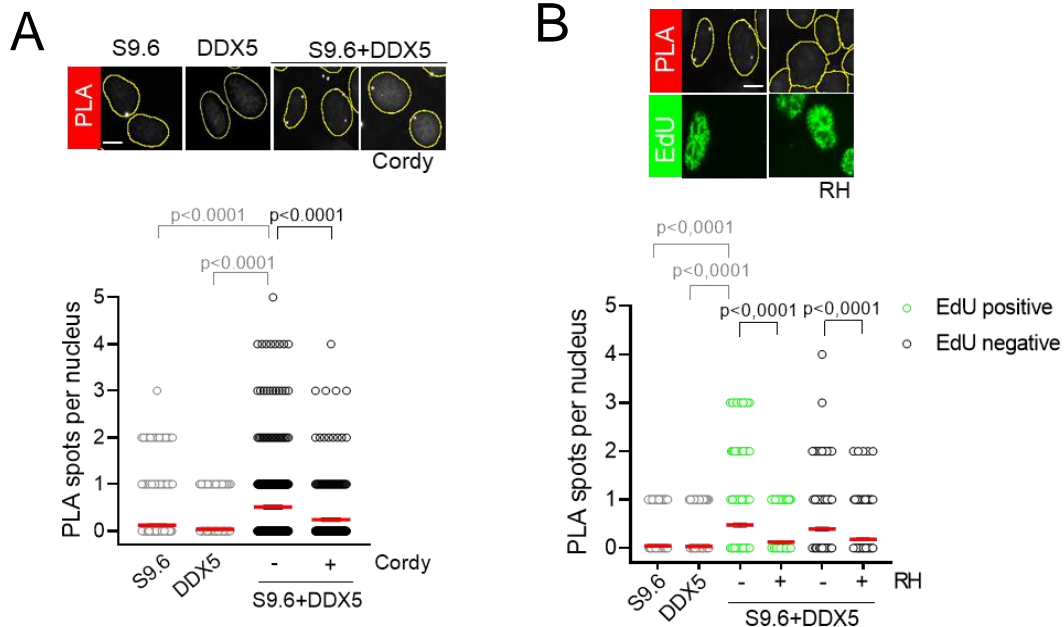 A
S9.6 DDX5 S9.6+DDX5
PLA
Cordy
p<0.0001 p<0.0001
p<0.0001
PLA spots per nucleus
5
4
3
2
1
0
S9.6 DDX5 - + Cordy
S9.6+DDX5
B
PLA
EdU
RH
p<0,0001
p<0,0001
p<0,0001 p<0,0001
EdU positive
EdU negative
PLA spots per nucleus
5
4
3
2
1
0
S9.6 DDX5 - + - + RH
S9.6+DDX5